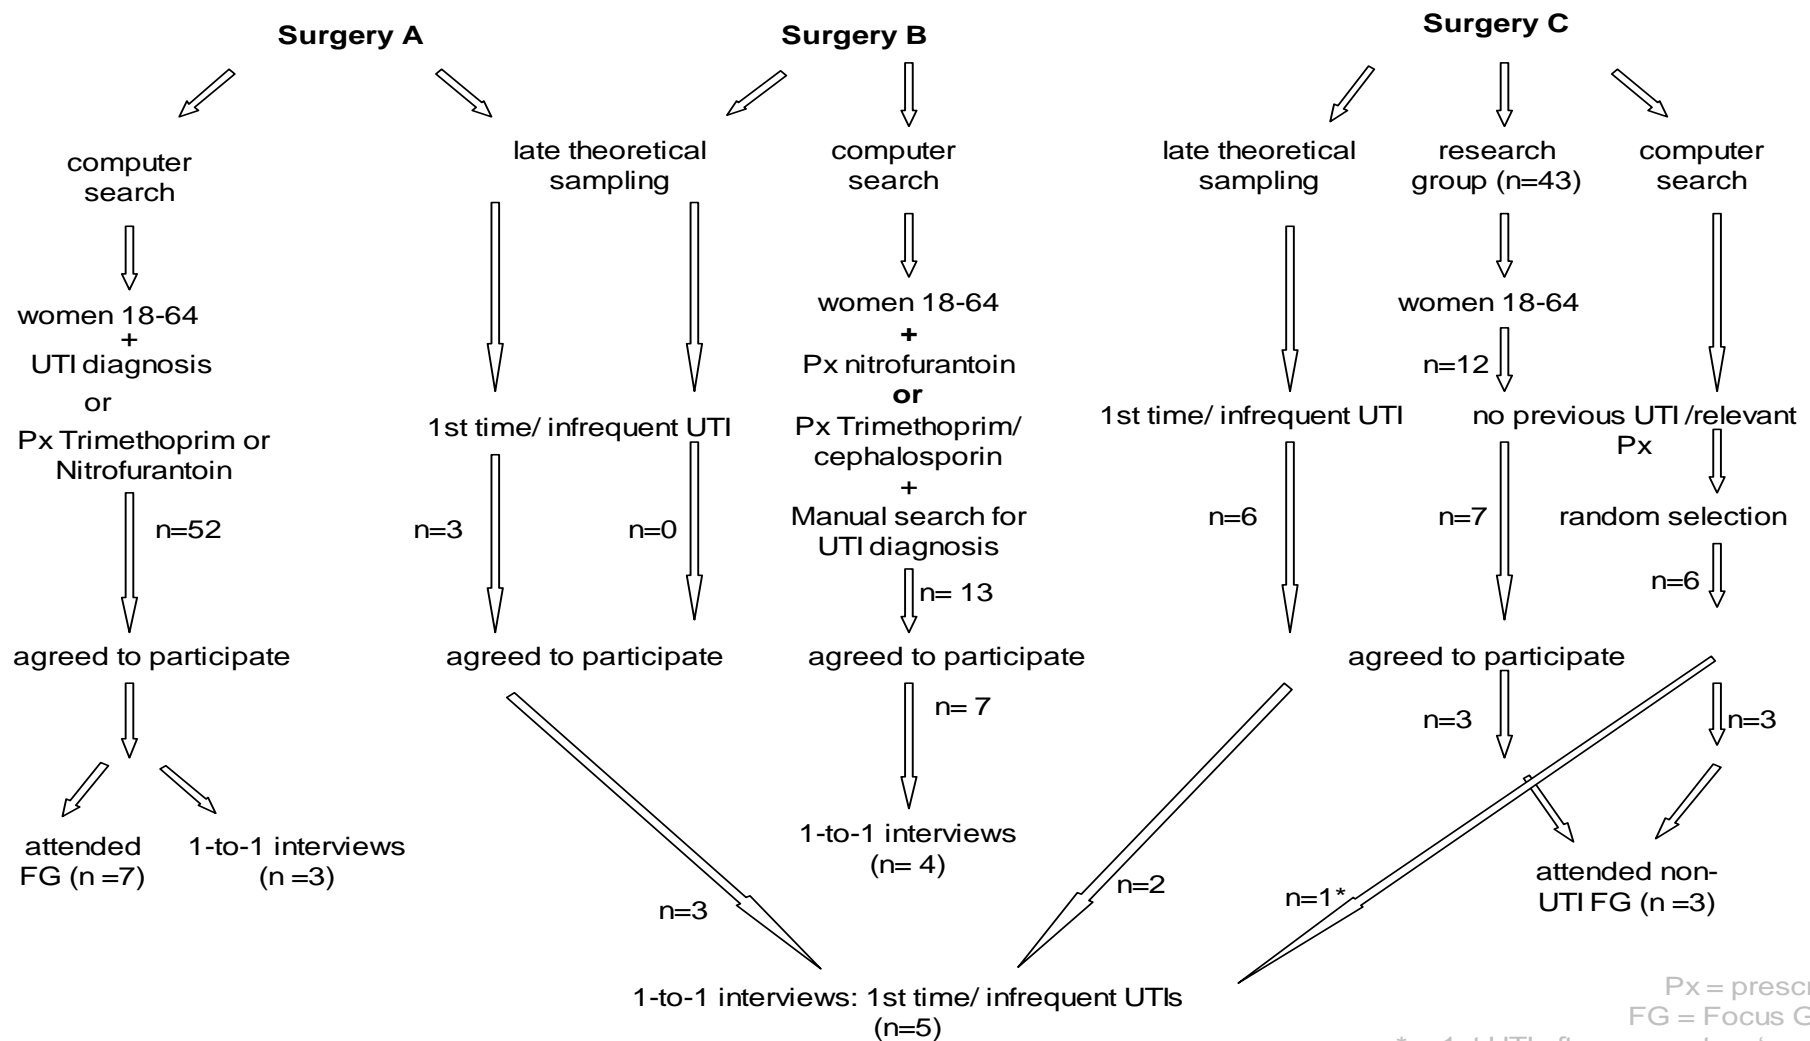 Surgery A
Surgery B
Surgery C
computer
search
late theoretical
sampling
computer
search
late theoretical
sampling
research
group (n=43)
computer
search
women 18-64
+
UTI diagnosis
or
Px Trimethoprim or
Nitrofurantoin
n=52
agreed to participate
attended
FG (n =7)
1-to-1 interviews
(n =3)
1st time/ infrequent UTI
n=3
n=0
agreed to participate
n=3
women 18-64
+
Px nitrofurantoin
or
Px Trimethoprim/
cephalosporin
+
Manual search for
UTI diagnosis
n= 13
agreed to participate
n= 7
1-to-1 interviews
(n= 4)
1st time/ infrequent UTI
n=6
n=2
women 18-64
n=12
no previous UTI /relevant
Px
n=7
random selection
n=6
agreed to participate
n=3
n=3
n=1*
attended non-
UTI FG (n =3)
1-to-1 interviews: 1st time/ infrequent UTIs
(n=5)
Px = prescr
FG = Focus G